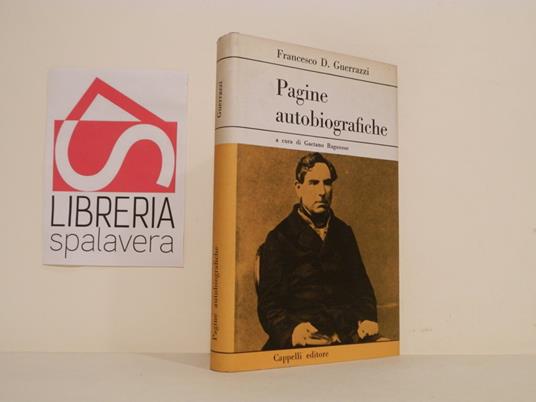 LIBRERIA
spalavera
Guerrazzi
Pagine autobiografiche
Francesco D. Guerrazzi
Pagine
autobiografiche
a cura di Gaetano Ragonese
Cappelli editore